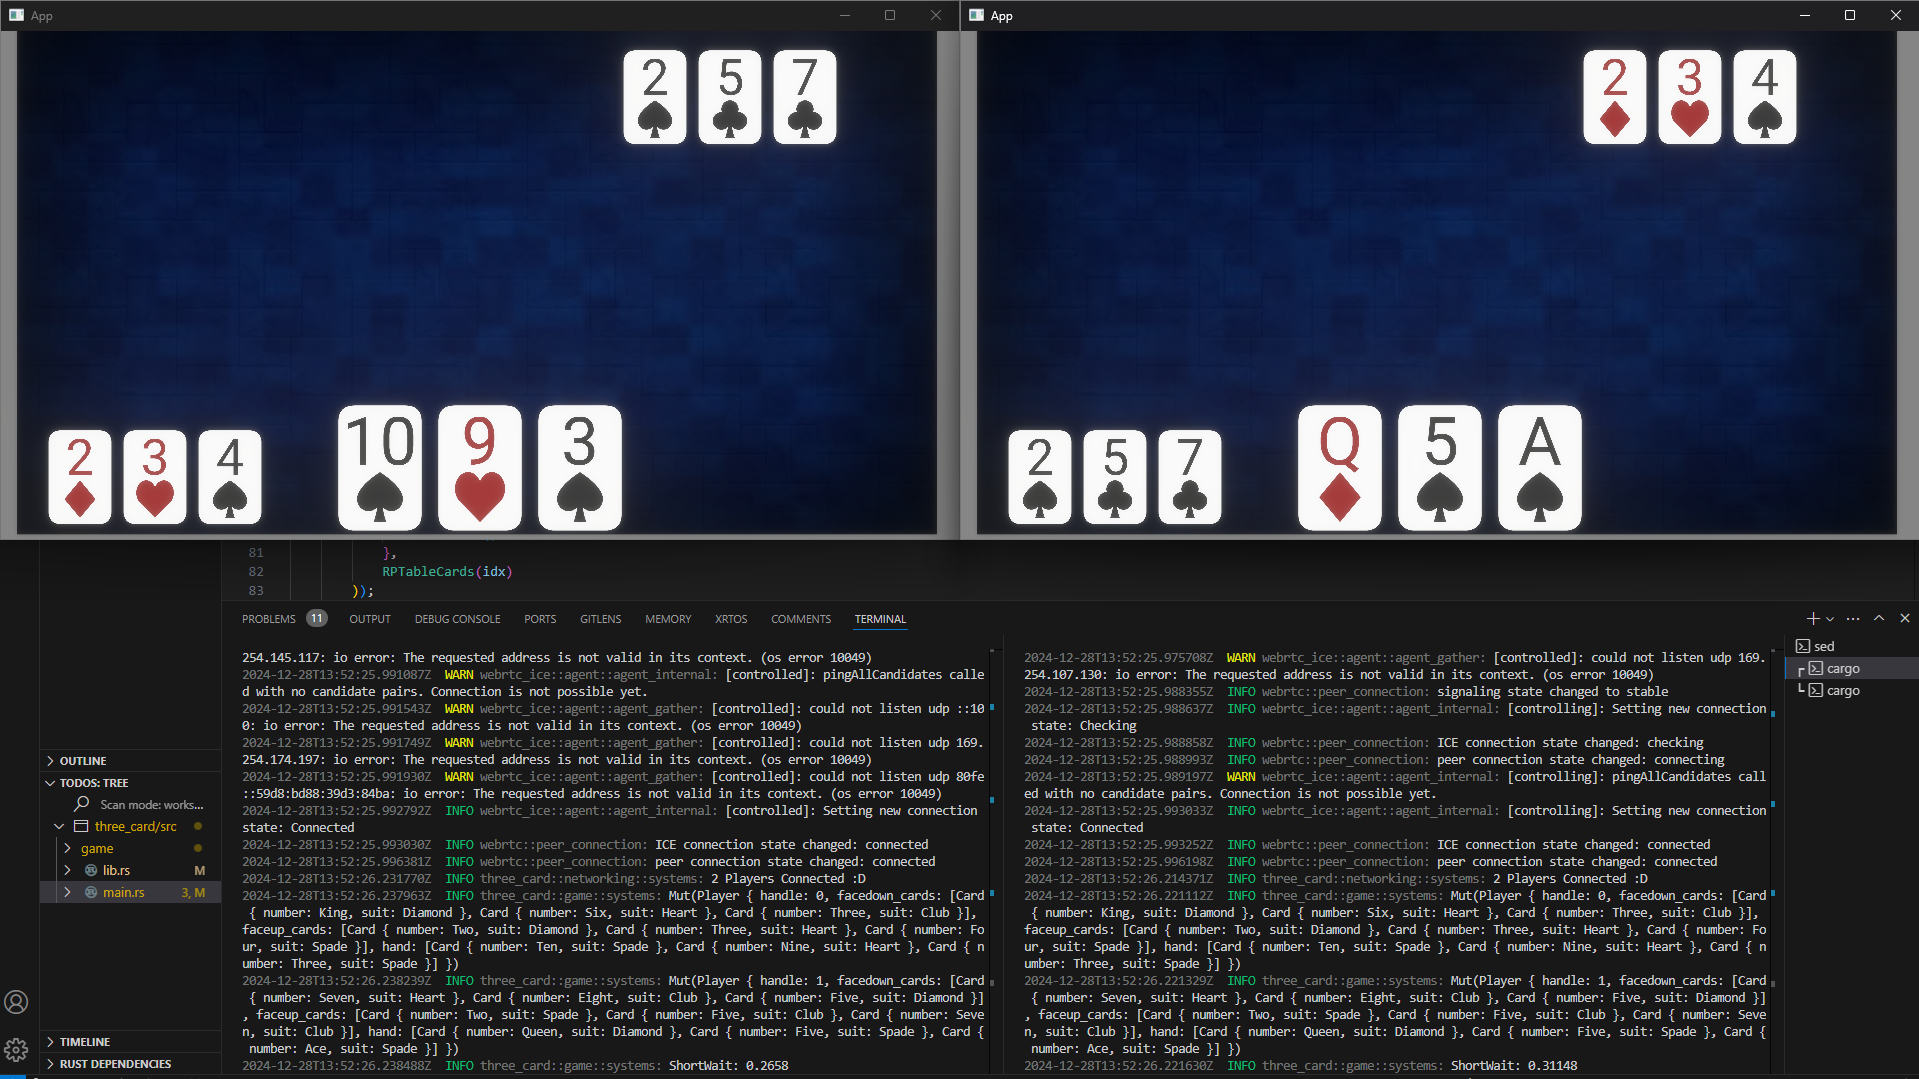 App
2 5 7
2 3 4
10 9 3
App
2 3 4
2 5 7
Q 5 A
81 },
82 RPTableCards(idx)
83 ));
PROBLEMS 11 OUTPUT DEBUG CONSOLE PORTS GITLENS MEMORY XRTOS COMMENTS TERMINAL
OUTLINE
TODOS: TREE
Scan mode: works...
three_card/src
game
lib.rs M
main.rs 3, M
TIMELINE
RUST DEPENDENCIES
254.145.117: io error: The requested address is not valid in its context. (os error 10049)
2024-12-28T13:52:25.991087Z WARN webrtc_ice::agent::agent_internal: [controlled]: pingAllCandidates calle
d with no candidate pairs. Connection is not possible yet.
2024-12-28T13:52:25.991543Z WARN webrtc_ice::agent::agent_gather: [controlled]: could not listen udp ::10
0: io error: The requested address is not valid in its context. (os error 10049)
2024-12-28T13:52:25.991749Z WARN webrtc_ice::agent::agent_gather: [controlled]: could not listen udp 169.
254.174.197: io error: The requested address is not valid in its context. (os error 10049)
2024-12-28T13:52:25.991930Z WARN webrtc_ice::agent::agent_gather: [controlled]: could not listen udp 80fe
::59d8:bd88:39d3:84ba: io error: The requested address is not valid in its context. (os error 10049)
2024-12-28T13:52:25.992792Z INFO webrtc_ice::agent::agent_internal: [controlled]: Setting new connection
state: Connected
2024-12-28T13:52:25.993030Z INFO webrtc::peer_connection: ICE connection state changed: connected
2024-12-28T13:52:25.996381Z INFO webrtc::peer_connection: peer connection state changed: connected
2024-12-28T13:52:26.231770Z INFO three_card::networking::systems: 2 Players Connected :D
2024-12-28T13:52:26.237963Z INFO three_card::game::systems: Mut(Player { handle: 0, facedown_cards: [Card
{ number: King, suit: Diamond }, Card { number: Six, suit: Heart }, Card { number: Three, suit: Club }],
faceup_cards: [Card { number: Two, suit: Diamond }, Card { number: Three, suit: Heart }, Card { number: Fo
ur, suit: Spade }], hand: [Card { number: Ten, suit: Spade }, Card { number: Nine, suit: Heart }, Card { n
umber: Three, suit: Spade }] })
2024-12-28T13:52:26.238239Z INFO three_card::game::systems: Mut(Player { handle: 1, facedown_cards: [Card
{ number: Seven, suit: Heart }, Card { number: Eight, suit: Club }, Card { number: Five, suit: Diamond }]
, faceup_cards: [Card { number: Two, suit: Spade }, Card { number: Five, suit: Club }, Card { number: Seve
n, suit: Club }], hand: [Card { number: Queen, suit: Diamond }, Card { number: Five, suit: Spade }, Card {
number: Ace, suit: Spade }] })
2024-12-28T13:52:26.238488Z INFO three_card::game::systems: ShortWait: 0.2658
2024-12-28T13:52:25.975708Z WARN webrtc_ice::agent::agent_gather: [controlled]: could not listen udp 169.
254.107.130: io error: The requested address is not valid in its context. (os error 10049)
2024-12-28T13:52:25.988355Z INFO webrtc::peer_connection: signaling state changed to stable
2024-12-28T13:52:25.988637Z INFO webrtc_ice::agent::agent_internal: [controlling]: Setting new connection
state: Checking
2024-12-28T13:52:25.988858Z INFO webrtc::peer_connection: ICE connection state changed: checking
2024-12-28T13:52:25.988993Z INFO webrtc::peer_connection: peer connection state changed: connecting
2024-12-28T13:52:25.989197Z WARN webrtc_ice::agent::agent_internal: [controlling]: pingAllCandidates call
ed with no candidate pairs. Connection is not possible yet.
2024-12-28T13:52:25.993033Z INFO webrtc_ice::agent::agent_internal: [controlling]: Setting new connection
state: Connected
2024-12-28T13:52:25.993252Z INFO webrtc::peer_connection: ICE connection state changed: connected
2024-12-28T13:52:25.996198Z INFO webrtc::peer_connection: peer connection state changed: connected
2024-12-28T13:52:26.214371Z INFO three_card::networking::systems: 2 Players Connected :D
2024-12-28T13:52:26.221112Z INFO three_card::game::systems: Mut(Player { handle: 0, facedown_cards: [Card
{ number: King, suit: Diamond }, Card { number: Six, suit: Heart }, Card { number: Three, suit: Club }],
faceup_cards: [Card { number: Two, suit: Diamond }, Card { number: Three, suit: Heart }, Card { number: Fo
ur, suit: Spade }], hand: [Card { number: Ten, suit: Spade }, Card { number: Nine, suit: Heart }, Card { n
umber: Three, suit: Spade }] })
2024-12-28T13:52:26.221329Z INFO three_card::game::systems: Mut(Player { handle: 1, facedown_cards: [Card
{ number: Seven, suit: Heart }, Card { number: Eight, suit: Club }, Card { number: Five, suit: Diamond }]
, faceup_cards: [Card { number: Two, suit: Spade }, Card { number: Five, suit: Club }, Card { number: Seve
n, suit: Club }], hand: [Card { number: Queen, suit: Diamond }, Card { number: Five, suit: Spade }, Card {
number: Ace, suit: Spade }] })
2024-12-28T13:52:26.221630Z INFO three_card::game::systems: ShortWait: 0.31148
sed
cargo
cargo